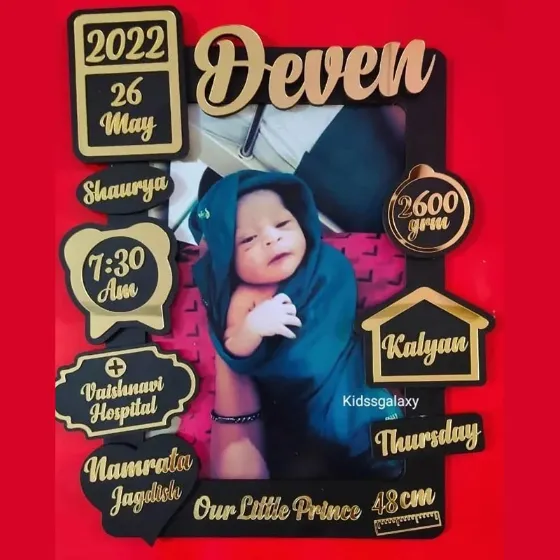 2022
26
May
Deven
Shaurya
2600
grm
7:30
Am
Kalyan
Vaishnavi
Hospital
Kidssgalaxy
Thursday
Namrata
Jagdish
Our Little Prince
48cm